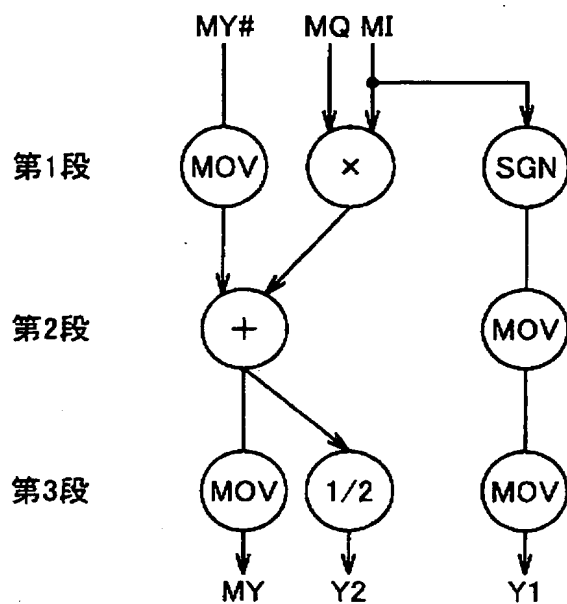 MY# MQ MI
第1段 MOV × SGN
第2段 + MOV
第3段 MOV 1/2 MOV
MY Y2 Y1